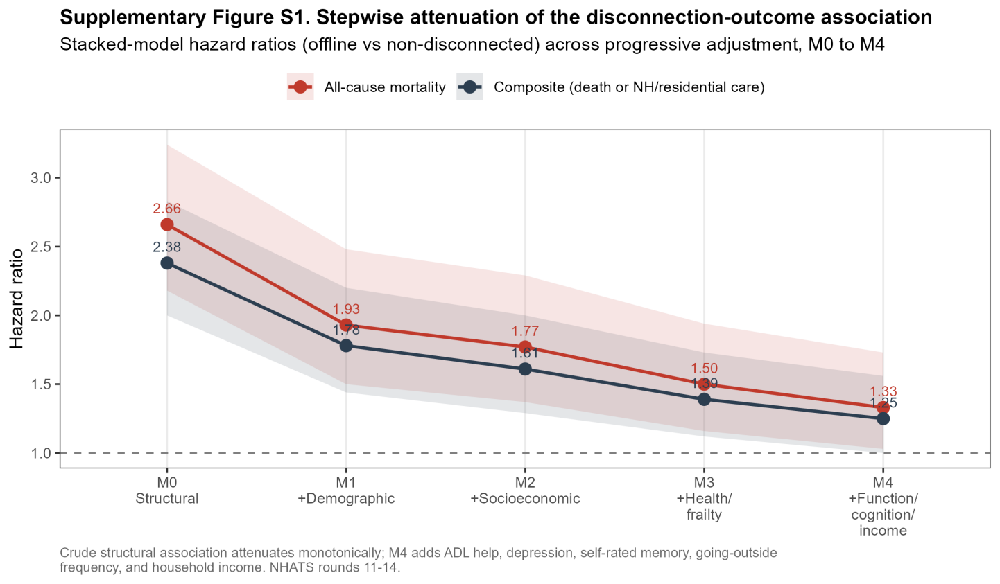 Supplementary Figure S1. Stepwise attenuation of the disconnection-outcome association
Stacked-model hazard ratios (offline vs non-disconnected) across progressive adjustment, M0 to M4
All-cause mortality
Composite (death or NH/residential care)
Hazard ratio
3.0
2.5
2.0
1.5
1.0
2.66
2.38
1.93
1.78
1.77
1.61
1.50
1.39
1.33
1.25
M0
Structural
M1
+Demographic
M2
+Socioeconomic
M3
+Health/
frailty
M4
+Function/
cognition/
income
Crude structural association attenuates monotonically; M4 adds ADL help, depression, self-rated memory, going-outside
frequency, and household income. NHATS rounds 11-14.